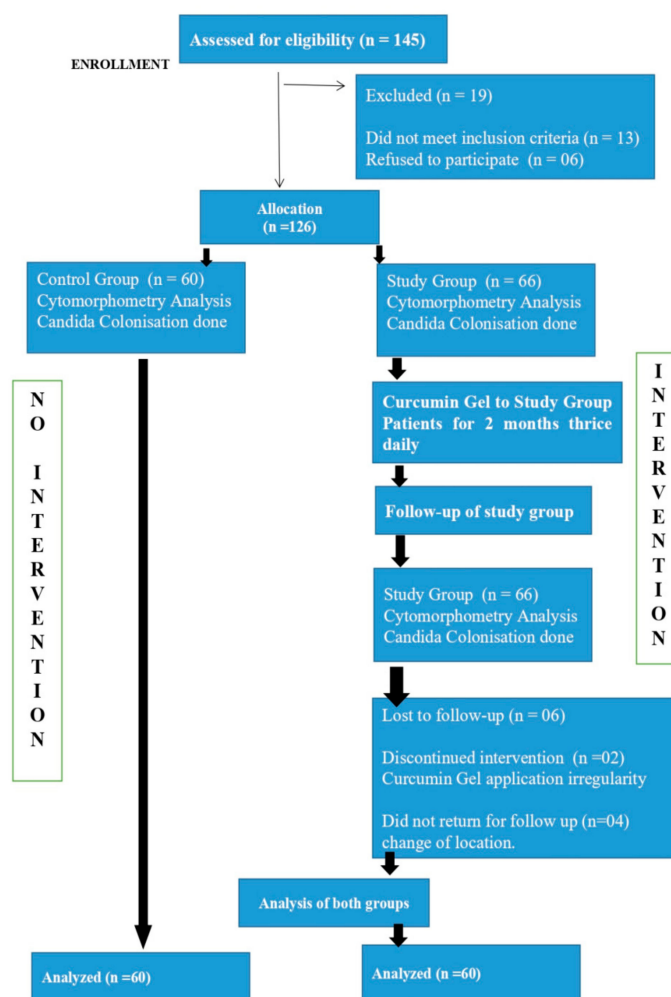 Assessed for eligibility (n = 145)
ENROLLMENT
Excluded (n = 19)
Did not meet inclusion criteria (n = 13)
Refused to participate (n = 06)
Allocation
(n =126)
Control Group (n = 60)
Cytomorphometry Analysis
Candida Colonisation done
Study Group (n = 66)
Cytomorphometry Analysis
Candida Colonisation done
NO INTERVENTION
INTERVENTION
Curcumin Gel to Study Group
Patients for 2 months thrice
daily
Follow-up of study group
Study Group (n = 66)
Cytomorphometry Analysis
Candida Colonisation done
Lost to follow-up (n = 06)
Discontinued intervention (n =02)
Curcumin Gel application irregularity
Did not return for follow up (n=04)
change of location.
Analysis of both groups
Analyzed (n =60)
Analyzed (n =60)